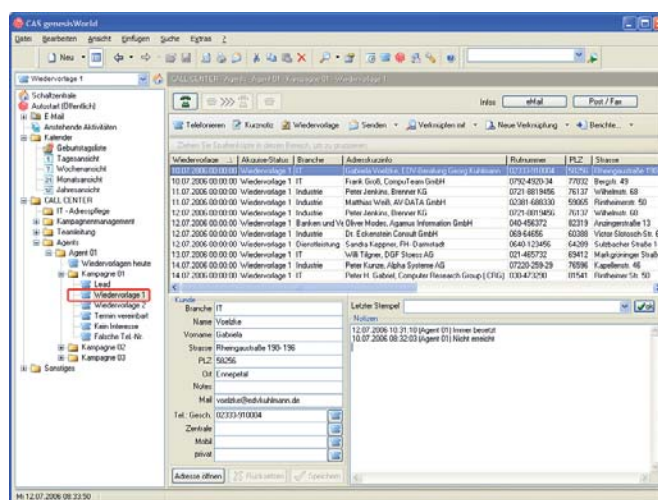 CAS genesisWorld
Datei Bearbeiten Ansicht Einfügen Suche Extras ?
Neu
Wiedervorlage 1
CALL CENTER - Agents - Agent 01 - Kampagne 01 - Wiedervorlage 1
Schaltzentrale
Autostart (Öffentlich)
E-Mail
Anstehende Aktivitäten
Kalender
Geburtstagsliste
Tagesansicht
Wochenansicht
Monatsansicht
Jahresansicht
CALL CENTER
IT - Adresspflege
Kampagnenmanagement
Teamleitung
Agents
Agent 01
Wiedervorlagen heute
Kampagne 01
Lead
Wiedervorlage 1
Wiedervorlage 2
Termin vereinbart
Kein Interesse
Falsche Tel.-Nr.
Kampagne 02
Kampagne 03
Sonstiges
Infos eMail Post / Fax
Telefonieren Kurznotiz Wiedervorlage Senden Verknüpfen mit Neue Verknüpfung Berichte...
Wiedervorlage Akquise-Status Branche Adresskurzinfo Rufnummer PLZ Strasse
10.07.2006 00:00:00 Wiedervorlage 1 IT Gabriela Voelzke, EDV-Beratung Georg Kuhlmann 02333-910004 58256 Rheingaustraße 190
10.07.2006 00:00:00 Wiedervorlage 1 IT Frank Groß, CompuTeam GmbH 0792-4920-34 77032 Bergstr. 49
11.07.2006 00:00:00 Wiedervorlage 1 Industrie Peter Jenkins, Brenner KG 0721-8819456 76137 Wilhelmstr. 68
11.07.2006 00:00:00 Wiedervorlage 1 Industrie Matthias Weiß, AV-DATA GmbH 02381-688330 59065 Rintheimerstr. 50
12.07.2006 00:00:00 Wiedervorlage 1 Industrie Peter Jenkins, Brenner KG 0721-8819456 76137 Wilhelmstr. 60
12.07.2006 00:00:00 Wiedervorlage 1 Banken und Ve Oliver Modes, Agamus Information GmbH 040-456372 82319 Anzingerstraße 13
12.07.2006 00:00:00 Wiedervorlage 1 Industrie Dr. Eckenstein Consult GmbH 069-64656 60388 Victor Slotosch-Str. 6
12.07.2006 00:00:00 Wiedervorlage 1 Dienstleistung Sandra Keppner, FH- Darmstadt 0640-123456 64289 Sulzbacher Straße 1
13.07.2006 00:00:00 Wiedervorlage 1 IT Willi Tilgner, DGF Stoess AG 021-465732 69412 Markgröninger Straß
14.07.2006 00:00:00 Wiedervorlage 1 Industrie Peter Kunze, Alpha Systeme AG 07220-259-29 76596 Kapellenstr. 46
14.07.2006 00:00:00 Wiedervorlage 1 IT Peter H. Gabriel, Computer Research Group (CRG) 030-473290 81541 Rintheimer Str. 50
Kunde
Branche IT
Name Voelzke
Vorname Gabriela
Strasse Rheingaustraße 190-196
PLZ 58256
Ort Ennepetal
Notes
Mail voelzke@edvkuhlmann.de
Tel.: Gesch. 02333-910004
Zentrale
Mobil
privat
Adresse öffnen Rücksetzen Speichern
Letzter Stempel ok
Notizen
12.07.2006 10:31:10 (Agent 01) Immer besetzt
10.07.2006 08:32:03 (Agent 01) Nicht erreicht
Mi 12.07.2006 08:33:50